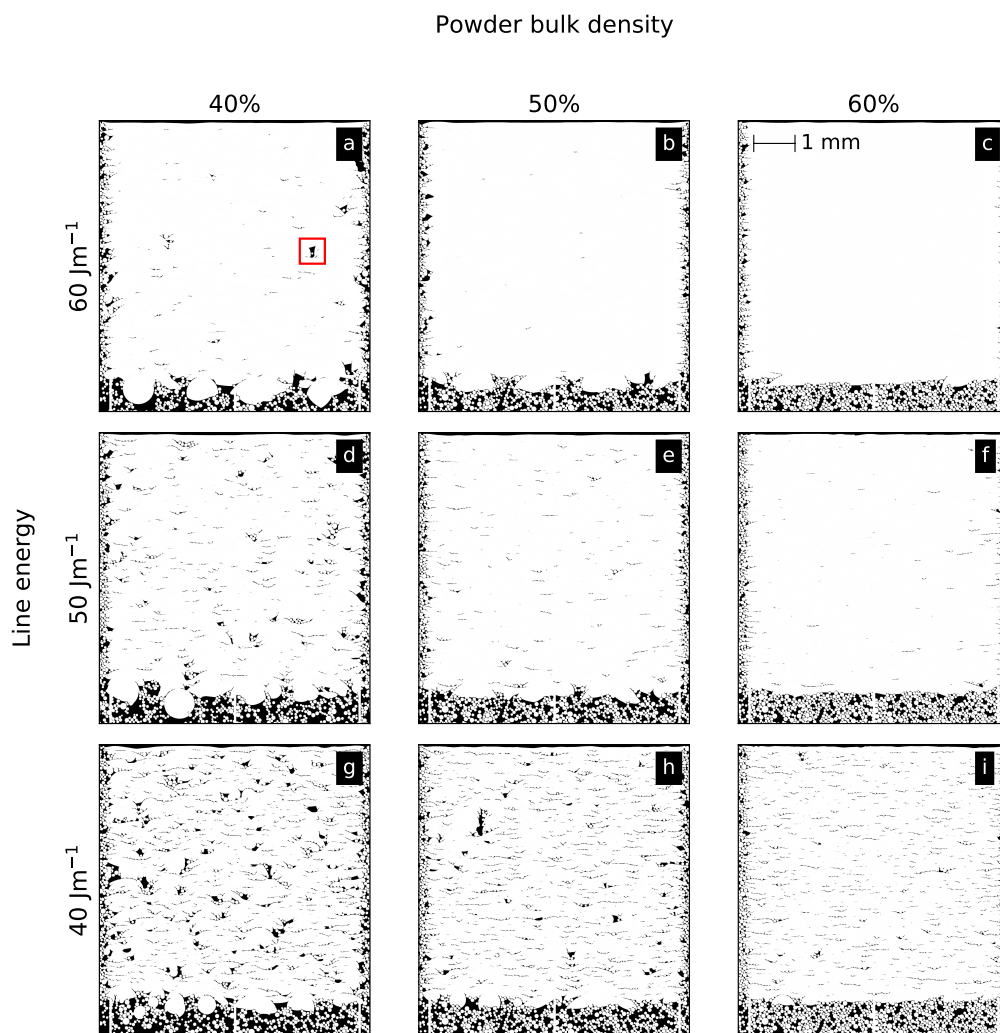 Powder bulk density
40% 50% 60%
a b c
1 mm
60 Jm⁻¹
d e f
Line energy
50 Jm⁻¹
g h i
40 Jm⁻¹